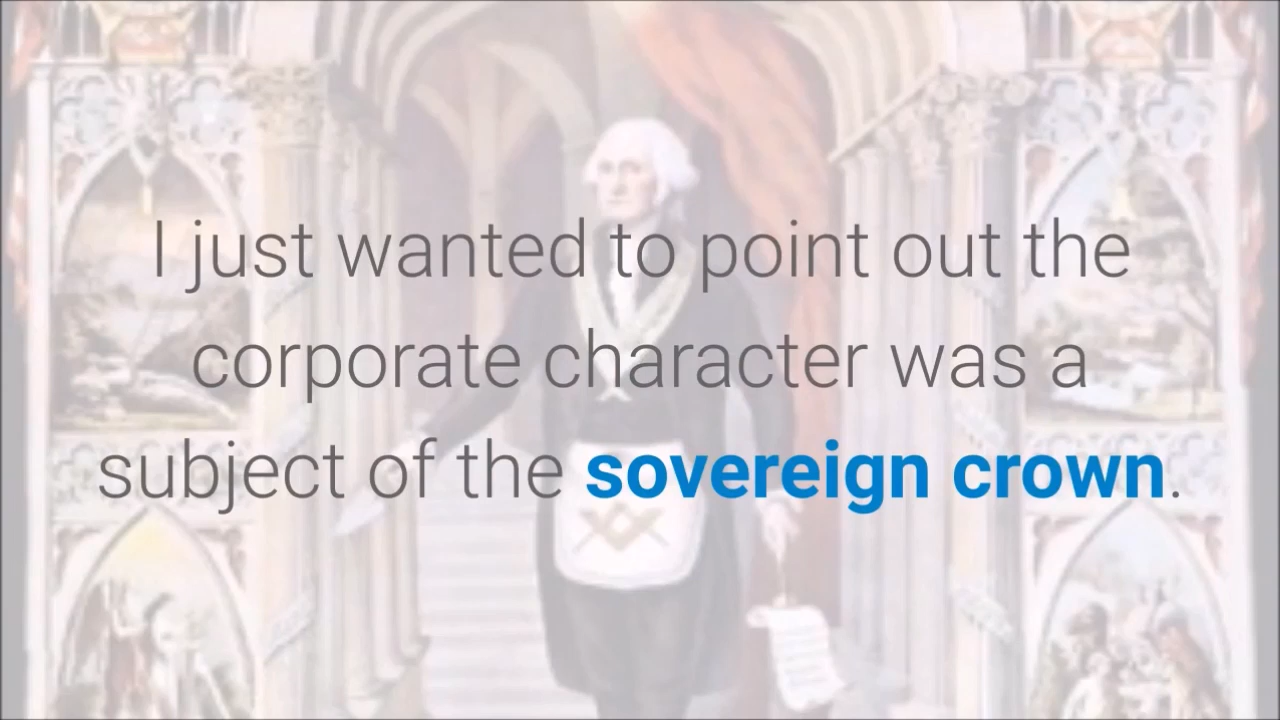 I just wanted to point out the
corporate character was a
subject of the sovereign crown.